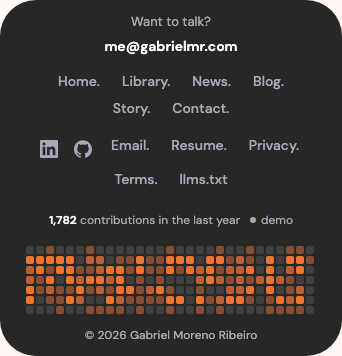 Want to talk?
me@gabrielmr.com
Home. Library. News. Blog.
Story. Contact.
in Email. Resume. Privacy.
Terms. llms.txt
1,782 contributions in the last year demo
© 2026 Gabriel Moreno Ribeiro